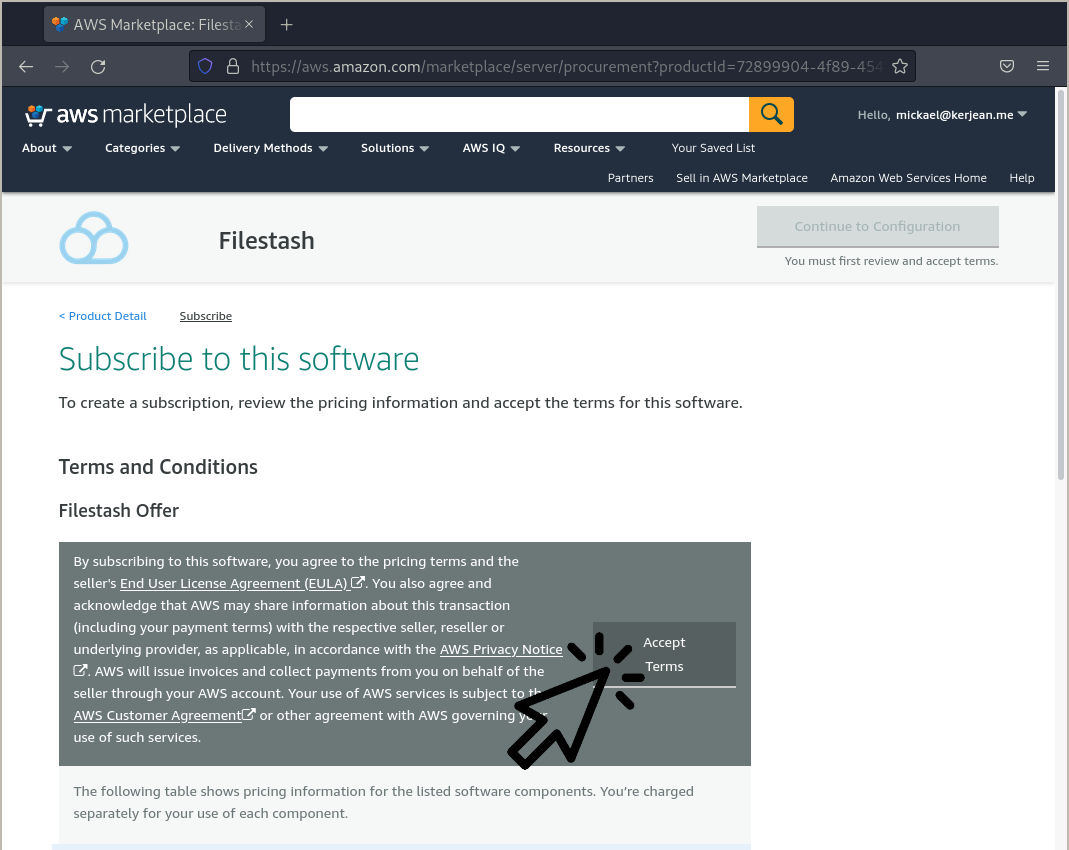 AWS Marketplace: Filesta
https://aws.amazon.com/marketplace/server/procurement?productId=72899904-4f89-454
aws marketplace
Hello, mickael@kerjean.me
About Categories Delivery Methods Solutions AWS IQ Resources Your Saved List
Partners Sell in AWS Marketplace Amazon Web Services Home Help
Filestash
Continue to Configuration
You must first review and accept terms.
< Product Detail Subscribe
Subscribe to this software
To create a subscription, review the pricing information and accept the terms for this software.
Terms and Conditions
Filestash Offer
By subscribing to this software, you agree to the pricing terms and the
seller's End User License Agreement (EULA). You also agree and
acknowledge that AWS may share information about this transaction
(including your payment terms) with the respective seller, reseller or
underlying provider, as applicable, in accordance with the AWS Privacy Notice
. AWS will issue invoices and collect payments from you on behalf of the
seller through your AWS account. Your use of AWS services is subject to the
AWS Customer Agreement or other agreement with AWS governing your
use of such services.
Accept
Terms
The following table shows pricing information for the listed software components. You're charged
separately for your use of each component.